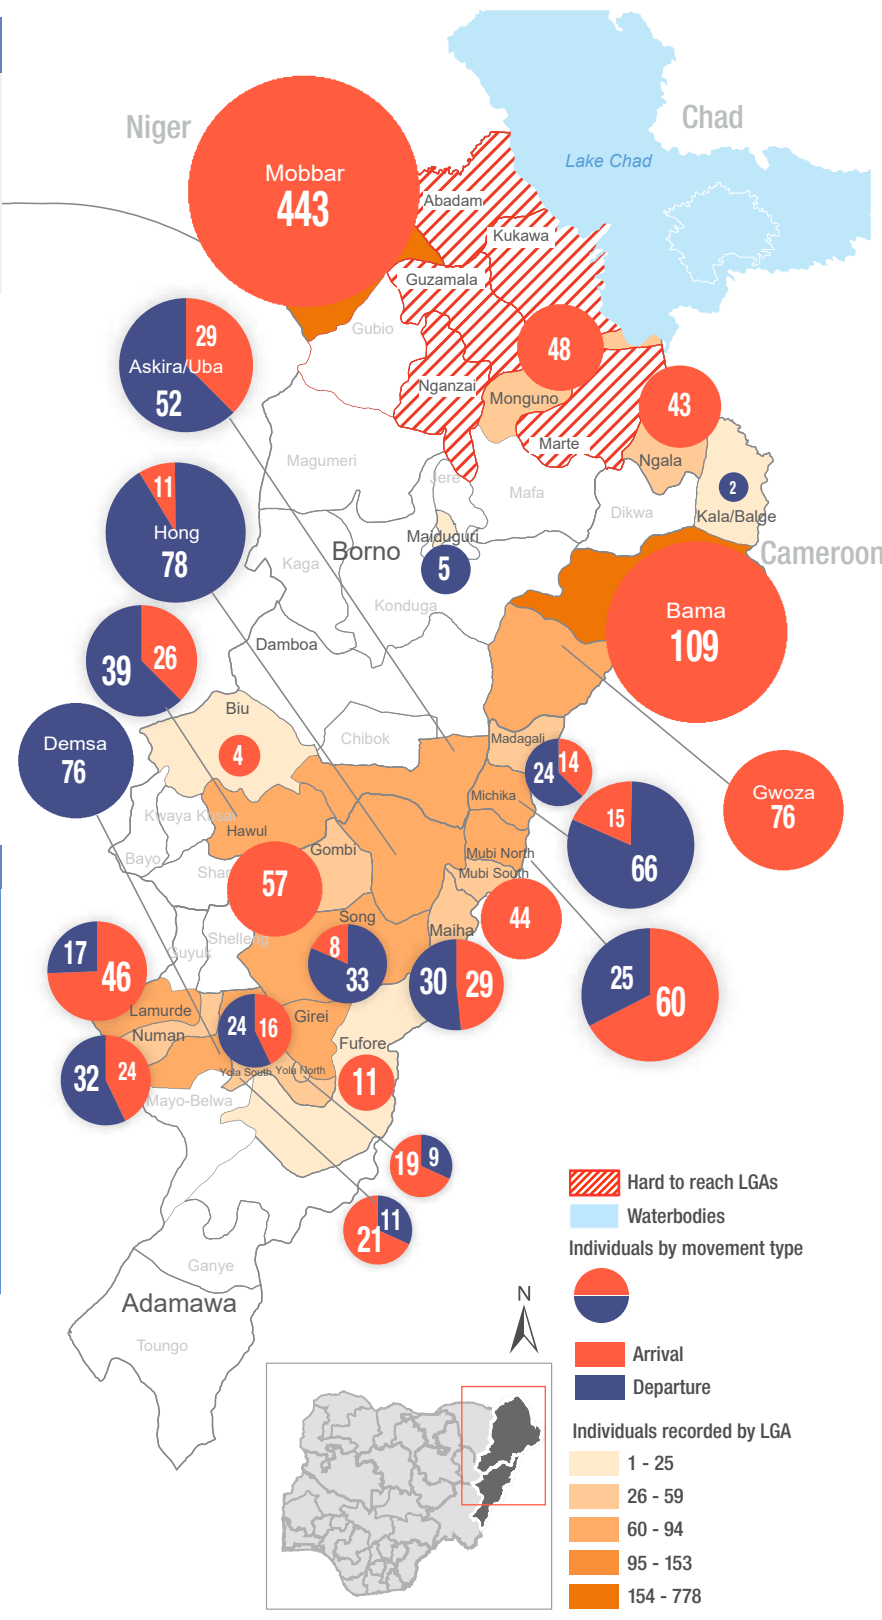 Niger
Chad
Lake Chad
Mobbar
443
Abadam
Kukawa
Guzamala
Gubio
29
Askira/Uba
52
48
Nganzai
Monguno
43
Marte
Ngala
Magumeri
Jere
Mafa
2
Dikwa
Kala/Balge
11
Hong
78
Maiduguri
Borno
Kaga
5
Cameroon
Konduga
Bama
109
Damboa
39
26
Biu
Demsa
76
4
Chibok
Madagali
24
14
Gwoza
76
Michika
Kwaya Kusar
Hawul
15
66
Gombi
Mubi North
Bayo
Mubi South
Shan
57
44
Song
Maiha
Shelleng
Guyuk
8
33
17
46
30
29
25
60
Lamurde
Girei
24
16
Numan
Fufore
Yola South
Yola North
32
24
11
Mayo-Belwa
19
9
11
21
Hard to reach LGAs
Waterbodies
Individuals by movement type
Ganye
Adamawa
N
Toungo
Arrival
Departure
Individuals recorded by LGA
1 - 25
26 - 59
60 - 94
95 - 153
154 - 778